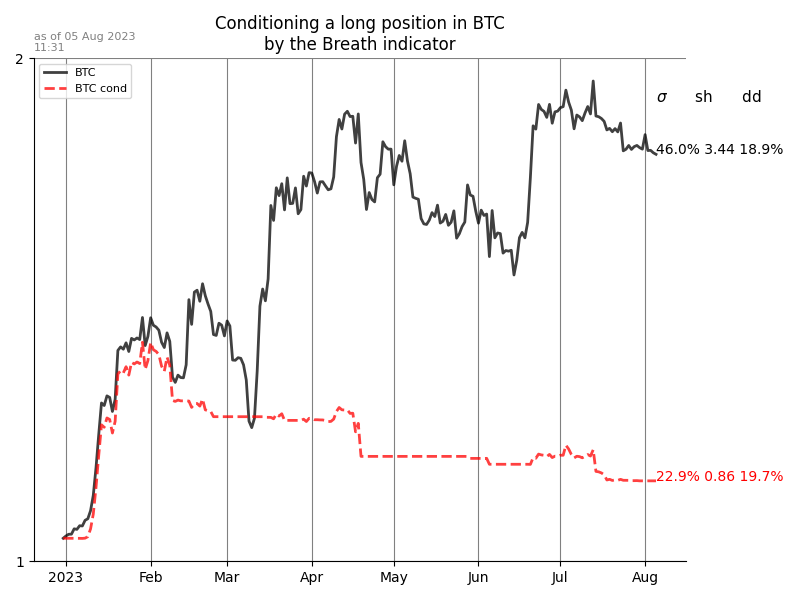 Conditioning a long position in BTC
by the Breath indicator
as of 05 Aug 2023
11:31
2
BTC
BTC cond
σ sh dd
46.0% 3.44 18.9%
22.9% 0.86 19.7%
1
2023 Feb Mar Apr May Jun Jul Aug